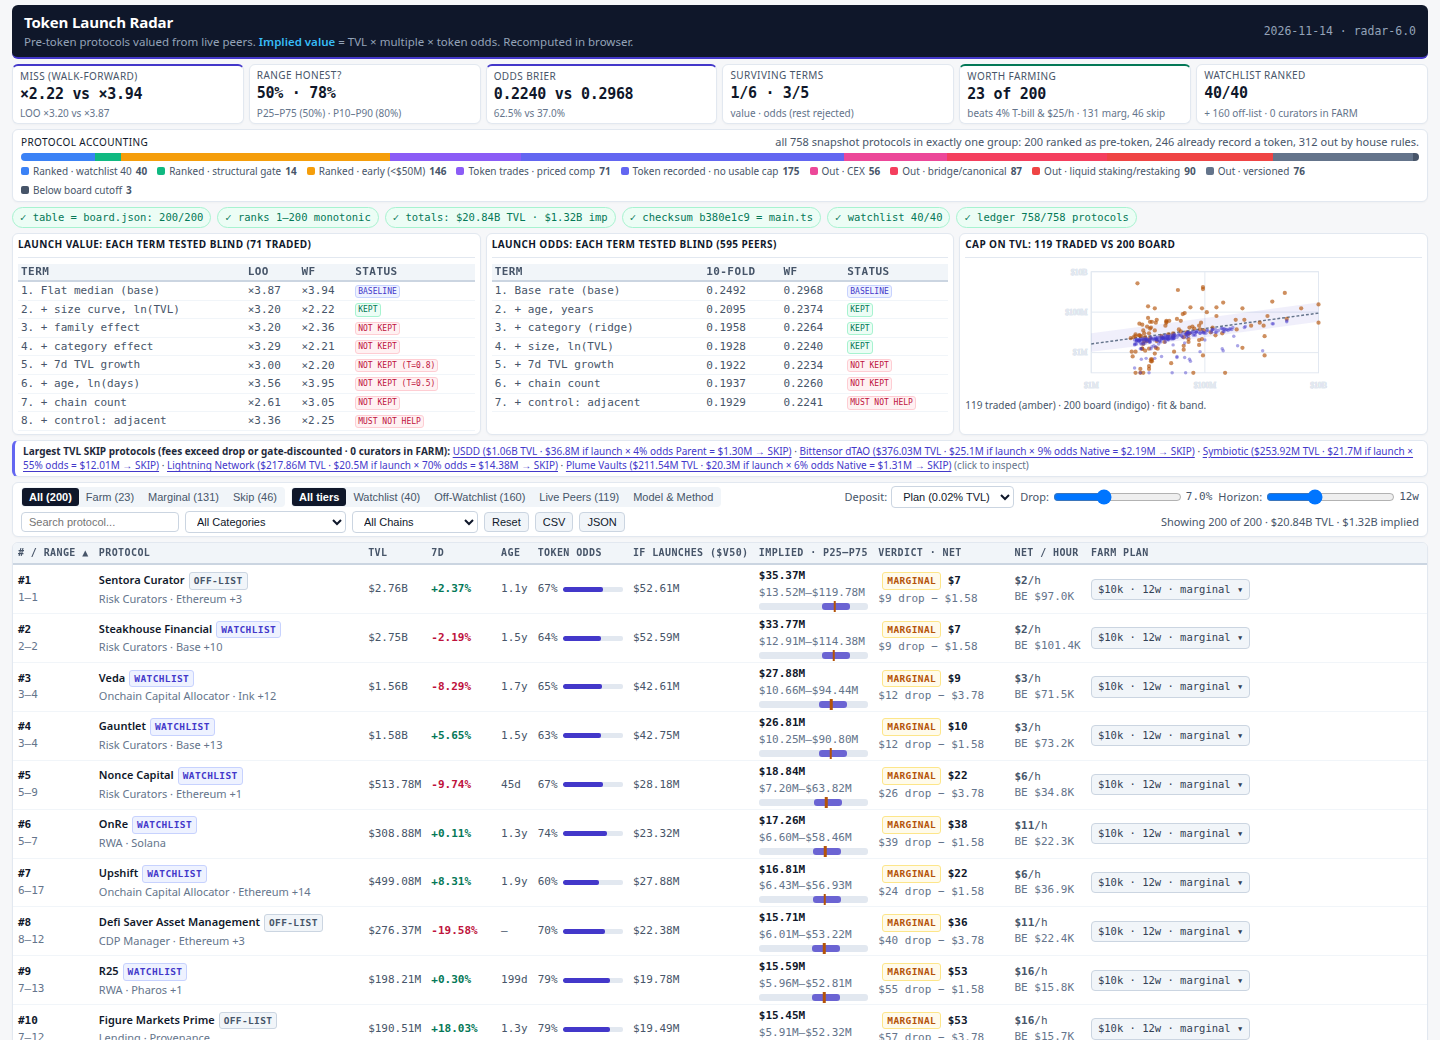 Token Launch Radar
Pre-token protocols valued from live peers. Implied value = TVL × multiple × token odds. Recomputed in browser.
2026-11-14 · radar-6.0
MISS (WALK-FORWARD)
×2.22 vs ×3.94
LOO ×3.20 vs ×3.87
RANGE HONEST?
50% · 78%
P25–P75 (50%) · P10–P90 (80%)
ODDS BRIER
0.2240 vs 0.2968
62.5% vs 37.0%
SURVIVING TERMS
1/6 · 3/5
value · odds (rest rejected)
WORTH FARMING
23 of 200
beats 4% T-bill & $25/h · 131 marg, 46 skip
WATCHLIST RANKED
40/40
+ 160 off-list · 0 curators in FARM
PROTOCOL ACCOUNTING
all 758 snapshot protocols in exactly one group: 200 ranked as pre-token, 246 already record a token, 312 out by house rules.
Ranked · watchlist 40 40 Ranked · structural gate 14 Ranked · early (<$50M) 146 Token trades · priced comp 71 Token recorded · no usable cap 175 Out · CEX 56 Out · bridge/canonical 87 Out · liquid staking/restaking 90 Out · versioned 76
Below board cutoff 3
✓ table = board.json: 200/200 ✓ ranks 1–200 monotonic ✓ totals: $20.84B TVL · $1.32B imp ✓ checksum b380e1c9 = main.ts ✓ watchlist 40/40 ✓ ledger 758/758 protocols
LAUNCH VALUE: EACH TERM TESTED BLIND (71 TRADED)
TERM LOO WF STATUS
1. Flat median (base) ×3.87 ×3.94 BASELINE
2. + size curve, ln(TVL) ×3.20 ×2.22 KEPT
3. + family effect ×3.20 ×2.36 NOT KEPT
4. + category effect ×3.29 ×2.21 NOT KEPT
5. + 7d TVL growth ×3.00 ×2.20 NOT KEPT (T=0.8)
6. + age, ln(days) ×3.56 ×3.95 NOT KEPT (T=0.5)
7. + chain count ×2.61 ×3.05 NOT KEPT
8. + control: adjacent ×3.36 ×2.25 MUST NOT HELP
LAUNCH ODDS: EACH TERM TESTED BLIND (595 PEERS)
TERM 10-FOLD WF STATUS
1. Base rate (base) 0.2492 0.2968 BASELINE
2. + age, years 0.2095 0.2374 KEPT
3. + category (ridge) 0.1958 0.2264 KEPT
4. + size, ln(TVL) 0.1928 0.2240 KEPT
5. + 7d TVL growth 0.1922 0.2234 NOT KEPT
6. + chain count 0.1937 0.2260 NOT KEPT
7. + control: adjacent 0.1929 0.2241 MUST NOT HELP
CAP ON TVL: 119 TRADED VS 200 BOARD
119 traded (amber) · 200 board (indigo) · fit & band.
Largest TVL SKIP protocols (fees exceed drop or gate-discounted · 0 curators in FARM): USDD ($1.06B TVL · $36.8M if launch × 4% odds Parent = $1.30M → SKIP) · Bittensor dTAO ($376.03M TVL · $25.1M if launch × 9% odds Native = $2.19M → SKIP) · Symbiotic ($253.92M TVL · $21.7M if launch ×
55% odds = $12.01M → SKIP) · Lightning Network ($217.86M TVL · $20.5M if launch × 70% odds = $14.38M → SKIP) · Plume Vaults ($211.54M TVL · $20.3M if launch × 6% odds Native = $1.31M → SKIP) (click to inspect)
All (200) Farm (23) Marginal (131) Skip (46) All tiers Watchlist (40) Off-Watchlist (160) Live Peers (119) Model & Method Deposit: Plan (0.02% TVL) Drop: 7.0% Horizon: 12w
Search protocol... All Categories All Chains Reset CSV JSON Showing 200 of 200 · $20.84B TVL · $1.32B implied
# / RANGE ▲ PROTOCOL TVL 7D AGE TOKEN ODDS IF LAUNCHES ($V50) IMPLIED · P25–P75 VERDICT · NET NET / HOUR FARM PLAN
#1 Sentora Curator OFF-LIST $2.76B +2.37% 1.1y 67% $52.61M $35.37M MARGINAL $7 $2/h $10k · 12w · marginal ▾
1–1 Risk Curators · Ethereum +3 $13.52M–$119.78M $9 drop − $1.58 BE $97.0K
#2 Steakhouse Financial WATCHLIST $2.75B -2.19% 1.5y 64% $52.59M $33.77M MARGINAL $7 $2/h $10k · 12w · marginal ▾
2–2 Risk Curators · Base +10 $12.91M–$114.38M $9 drop − $1.58 BE $101.4K
#3 Veda WATCHLIST $1.56B -8.29% 1.7y 65% $42.61M $27.88M MARGINAL $9 $3/h $10k · 12w · marginal ▾
3–4 Onchain Capital Allocator · Ink +12 $10.66M–$94.44M $12 drop − $3.78 BE $71.5K
#4 Gauntlet WATCHLIST $1.58B +5.65% 1.5y 63% $42.75M $26.81M MARGINAL $10 $3/h $10k · 12w · marginal ▾
3–4 Risk Curators · Base +13 $10.25M–$90.80M $12 drop − $1.58 BE $73.2K
#5 Nonce Capital WATCHLIST $513.78M -9.74% 45d 67% $28.18M $18.84M MARGINAL $22 $6/h $10k · 12w · marginal ▾
5–9 Risk Curators · Ethereum +1 $7.20M–$63.82M $26 drop − $3.78 BE $34.8K
#6 OnRe WATCHLIST $308.88M +0.11% 1.3y 74% $23.32M $17.26M MARGINAL $38 $11/h $10k · 12w · marginal ▾
5–7 RWA · Solana $6.60M–$58.46M $39 drop − $1.58 BE $22.3K
#7 Upshift WATCHLIST $499.08M +8.31% 1.9y 60% $27.88M $16.81M MARGINAL $22 $6/h $10k · 12w · marginal ▾
6–17 Onchain Capital Allocator · Ethereum +14 $6.43M–$56.93M $24 drop − $1.58 BE $36.9K
#8 Defi Saver Asset Management OFF-LIST $276.37M -19.58% – 70% $22.38M $15.71M MARGINAL $36 $11/h $10k · 12w · marginal ▾
8–12 CDP Manager · Ethereum +3 $6.01M–$53.22M $40 drop − $3.78 BE $22.4K
#9 R25 WATCHLIST $198.21M +0.30% 199d 79% $19.78M $15.59M MARGINAL $53 $16/h $10k · 12w · marginal ▾
7–13 RWA · Pharos +1 $5.96M–$52.81M $55 drop − $1.58 BE $15.8K
#10 Figure Markets Prime OFF-LIST $190.51M +18.03% 1.3y 79% $19.49M $15.45M MARGINAL $53 $16/h $10k · 12w · marginal ▾
7–12 Lending · Provenance $5.91M–$52.32M $57 drop − $3.78 BE $15.7K